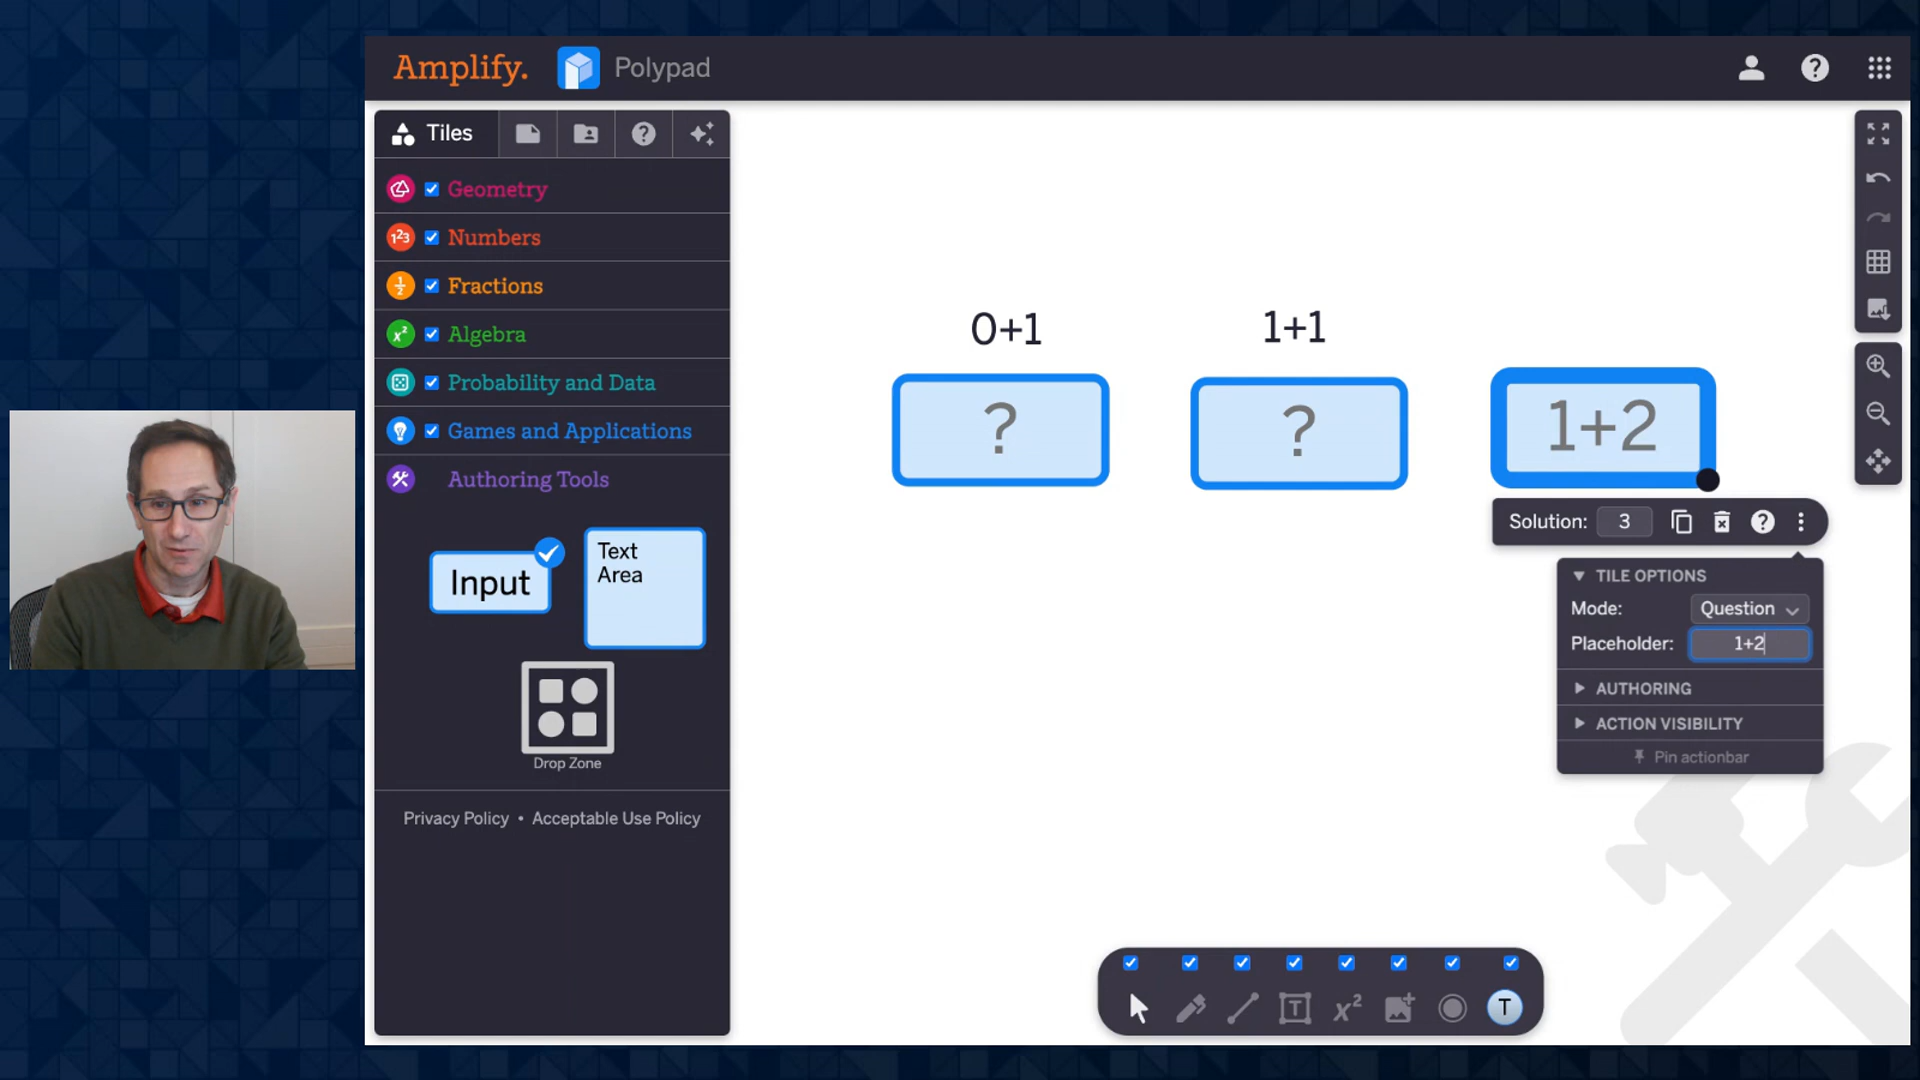 Amplify. Polypad
Tiles
Geometry
Numbers
Fractions
Algebra
Probability and Data
Games and Applications
Authoring Tools
Input
Text
Area
Drop Zone
Privacy Policy • Acceptable Use Policy
0+1
1+1
?
?
1+2
Solution: 3
TILE OPTIONS
Mode: Question
Placeholder: 1+2
AUTHORING
ACTION VISIBILITY
Pin actionbar
T
x²
T